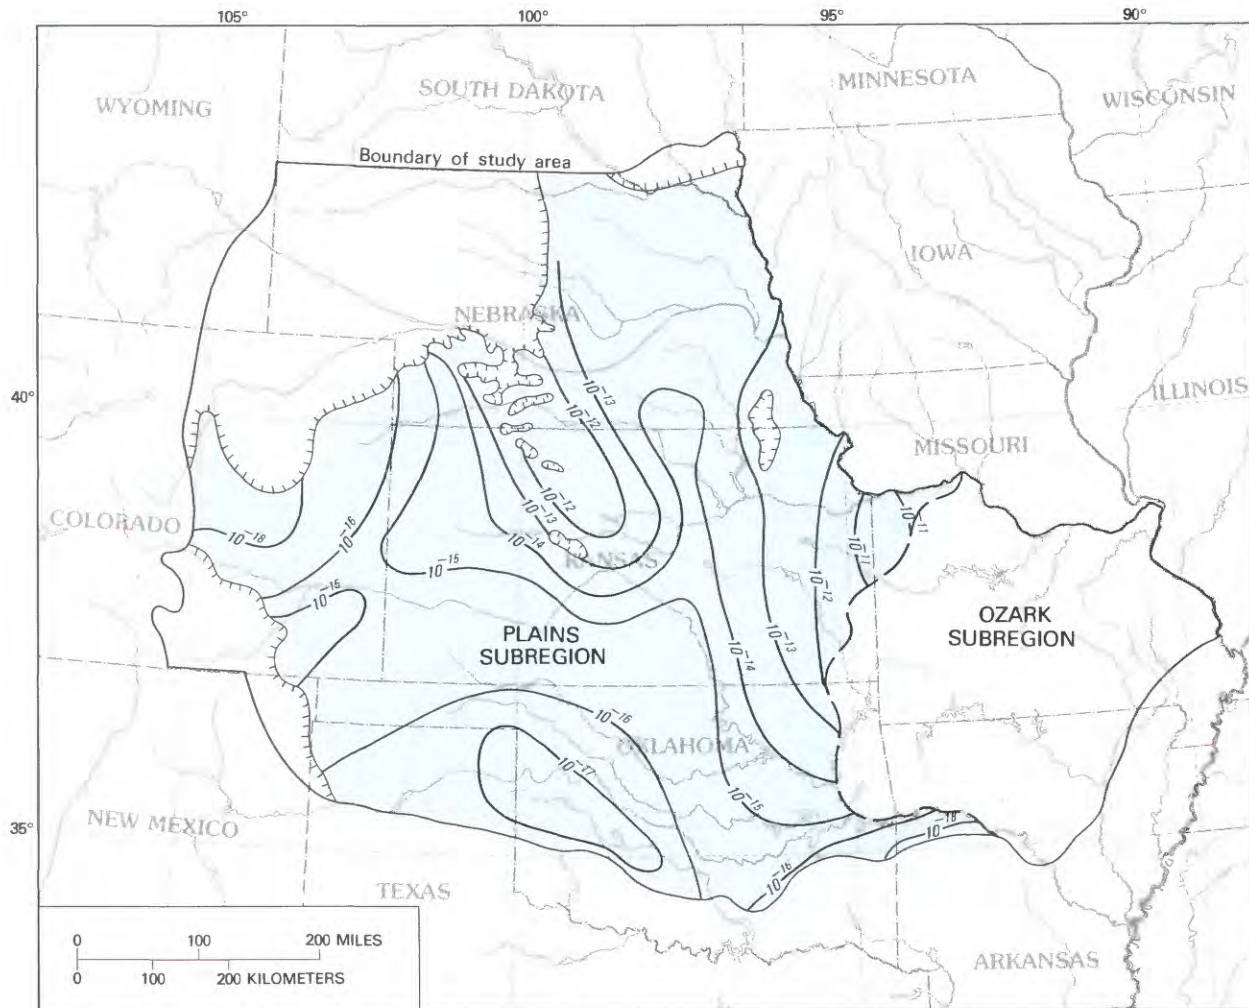 105°
100°
95°
90°
WYOMING
SOUTH DAKOTA
MINNESOTA
WISCONSIN
Boundary of study area
IOWA
NEBRASKA
40°
ILLINOIS
10⁻¹³
10⁻¹²
MISSOURI
COLORADO
10⁻¹⁸
10⁻¹⁶
10⁻¹²
10⁻¹³
10⁻¹⁴
10⁻¹¹
10⁻¹¹
KANSAS
10⁻¹⁵
10⁻¹⁵
10⁻¹²
PLAINS
SUBREGION
OZARK
SUBREGION
10⁻¹⁴
10⁻¹³
10⁻¹⁶
OKLAHOMA
10⁻¹⁷
10⁻¹⁵
35°
NEW MEXICO
10⁻¹⁸
10⁻¹⁶
TEXAS
ARKANSAS
0 100 200 MILES
0 100 200 KILOMETERS